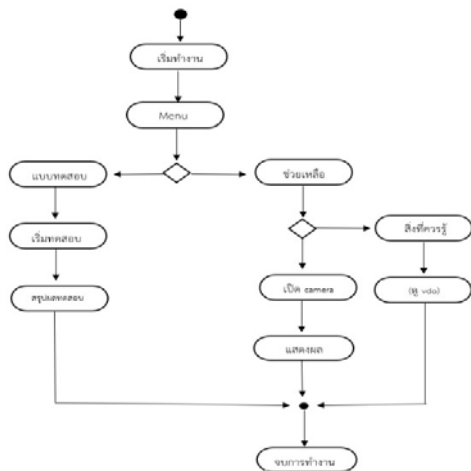 เริ่มทำงาน
Menu
แบบทดสอบ
ช่วยเหลือ
เริ่มทดสอบ
สิ่งที่ควรรู้
สรุปผลทดสอบ
เปิด camera
(ดู vdo)
แสดงผล
จบการทำงาน